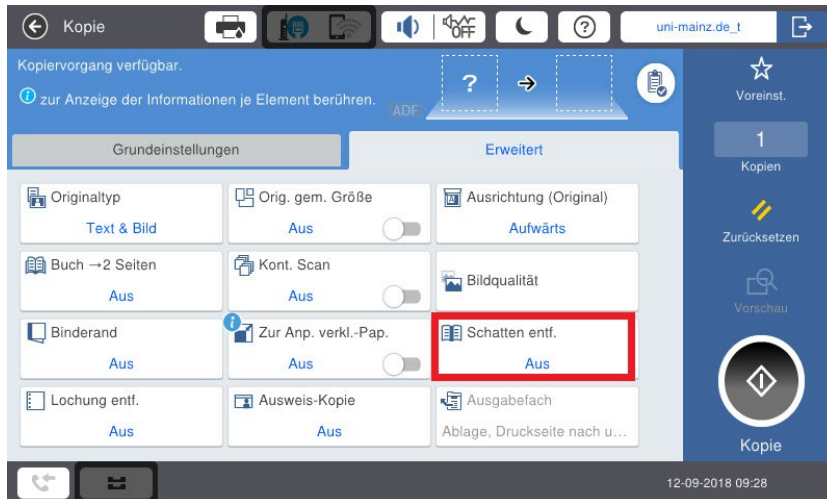 Kopie
OFF
?
uni-mainz.de_t
Kopiervorgang verfügbar.
i zur Anzeige der Informationen je Element berühren.
ADF
?
Voreinst.
1
Kopien
Zurücksetzen
Vorschau
Kopie
Grundeinstellungen
Erweitert
Originaltyp
Text & Bild
Orig. gem. Größe
Aus
A
Ausrichtung (Original)
Aufwärts
Buch →2 Seiten
Aus
Kont. Scan
Aus
Bildqualität
Binderand
Aus
i
Zur Anp. verkl.-Pap.
Aus
Schatten entf.
Aus
Lochung entf.
Aus
Ausweis-Kopie
Aus
Ausgabefach
Ablage, Druckseite nach u...
12-09-2018 09:28